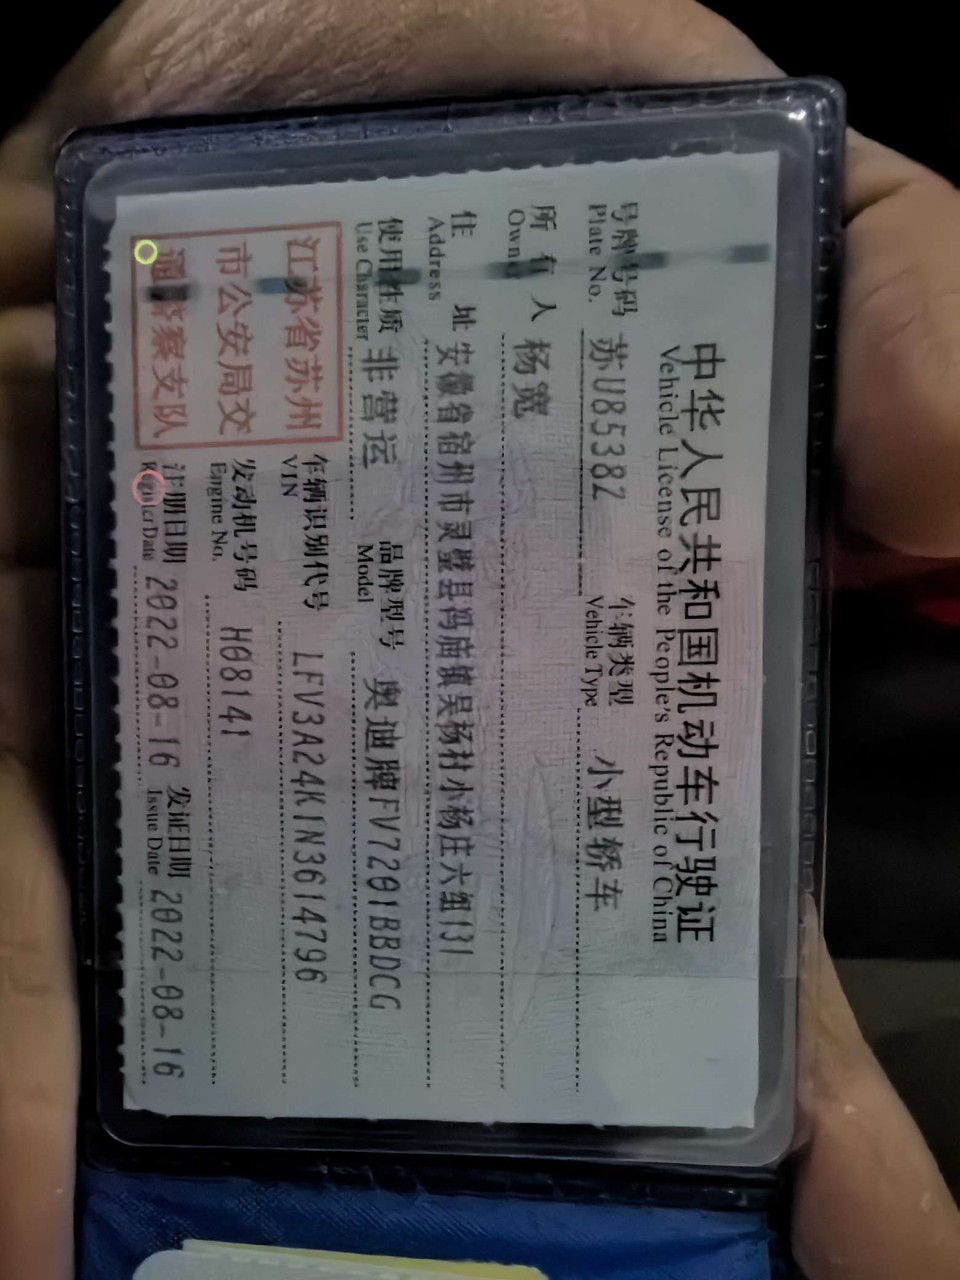 中华人民共和国机动车行驶证
Vehicle License of the People's Republic of China
号牌号码 苏U8538Z 车辆类型 小型轿车
Plate No. Vehicle Type
所有人 杨宽
Owner
住址 安徽省宿州市灵璧县冯庙镇吴杨村小杨庄六组131
Address
使用性质 非营运 品牌型号 奥迪牌FV7201BBDCG
Use Character Model
江苏省苏州
市公安局交
通警察支队
车辆识别代号 LFV3A24K1N3614796
VIN
发动机号码 H08141
Engine No.
注册日期 2022-08-16 发证日期 2022-08-16
Register Date Issue Date